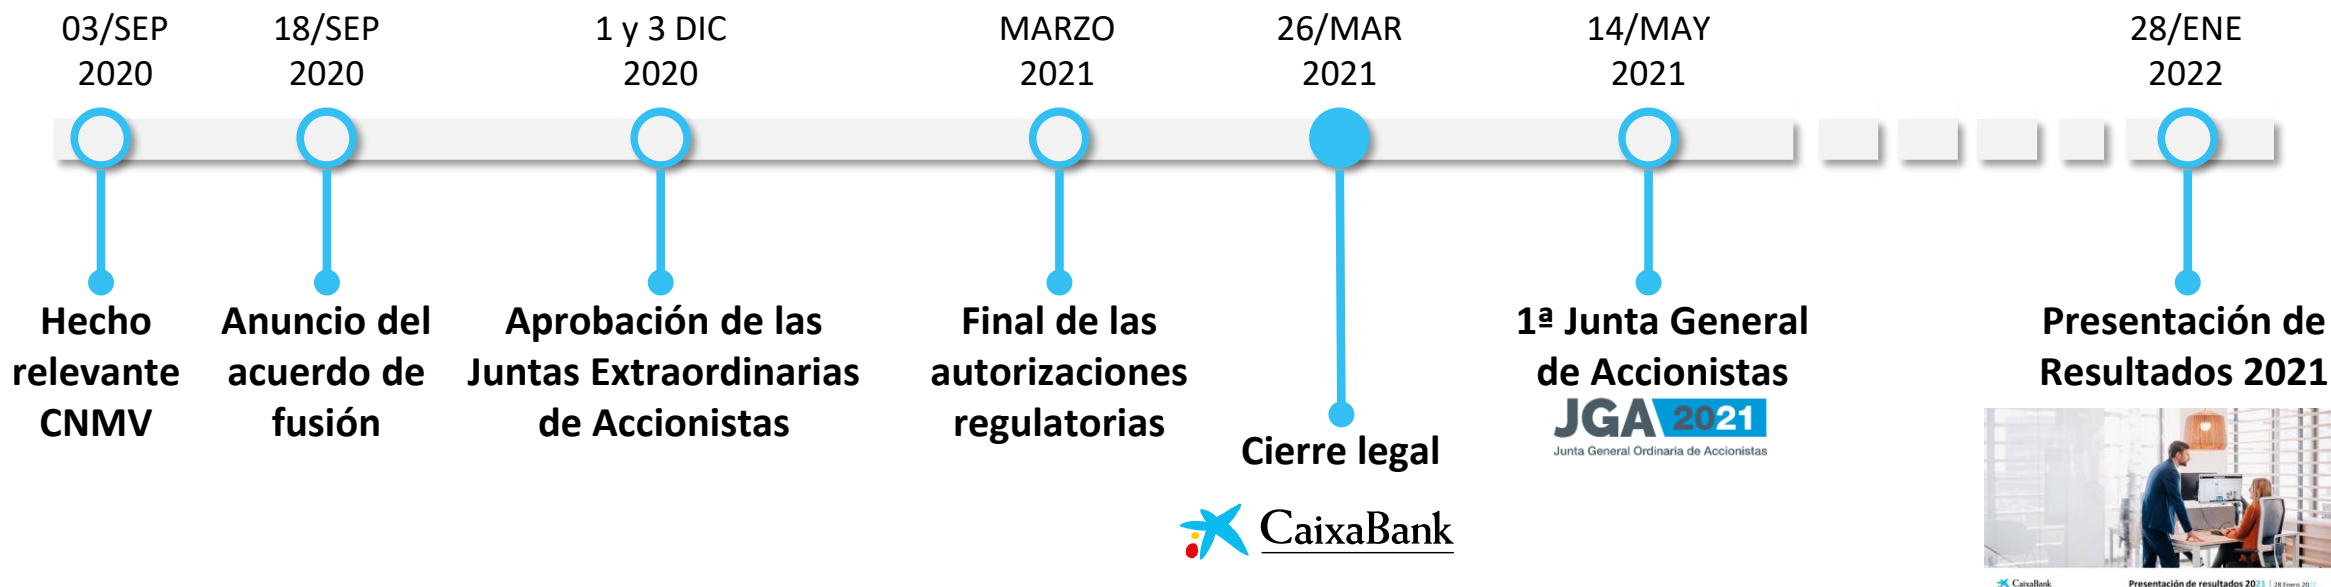 03/SEP
2020
18/SEP
2020
1 y 3 DIC
2020
MARZO
2021
26/MAR
2021
14/MAY
2021
28/ENE
2022
Hecho
relevante
CNMV
Anuncio del
acuerdo de
fusión
Aprobación de las
Juntas Extraordinarias
de Accionistas
Final de las
autorizaciones
regulatorias
Cierre legal
CaixaBank
1ª Junta General
de Accionistas
JGA 2021
Junta General Ordinaria de Accionistas
Presentación de
Resultados 2021
CaixaBank
Presentación de resultados 2021 | 28 Enero 2022